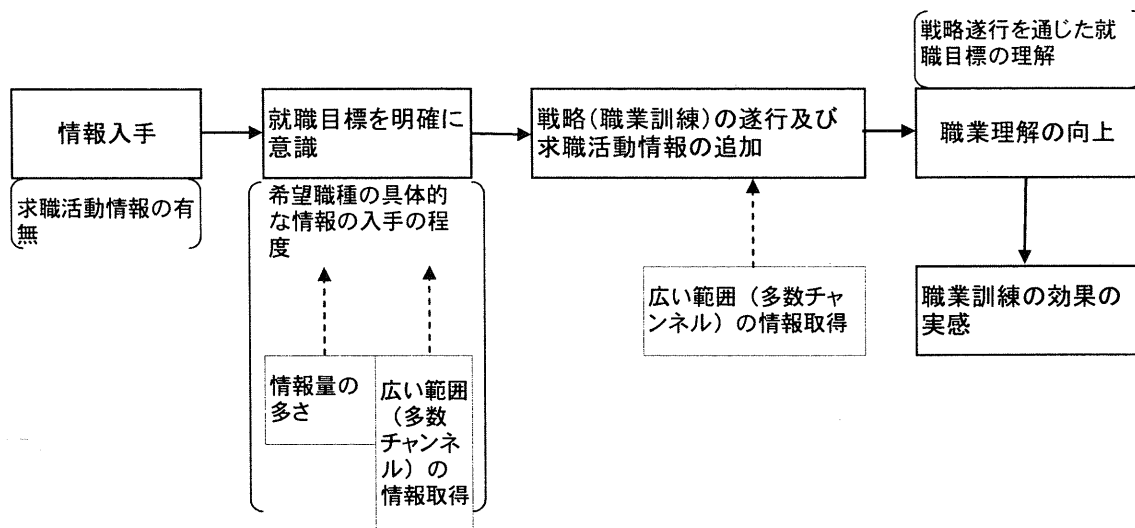 戦略遂行を通じた就
職目標の理解
情報入手
就職目標を明確に
意識
戦略(職業訓練)の遂行及び
求職活動情報の追加
職業理解の向上
求職活動情報の有
無
希望職種の具体的
な情報の入手の程
度
広い範囲(多数チャ
ンネル)の情報取得
職業訓練の効果の
実感
情報量の
多さ
広い範囲
(多数
チャンネ
ル)の
情報取得